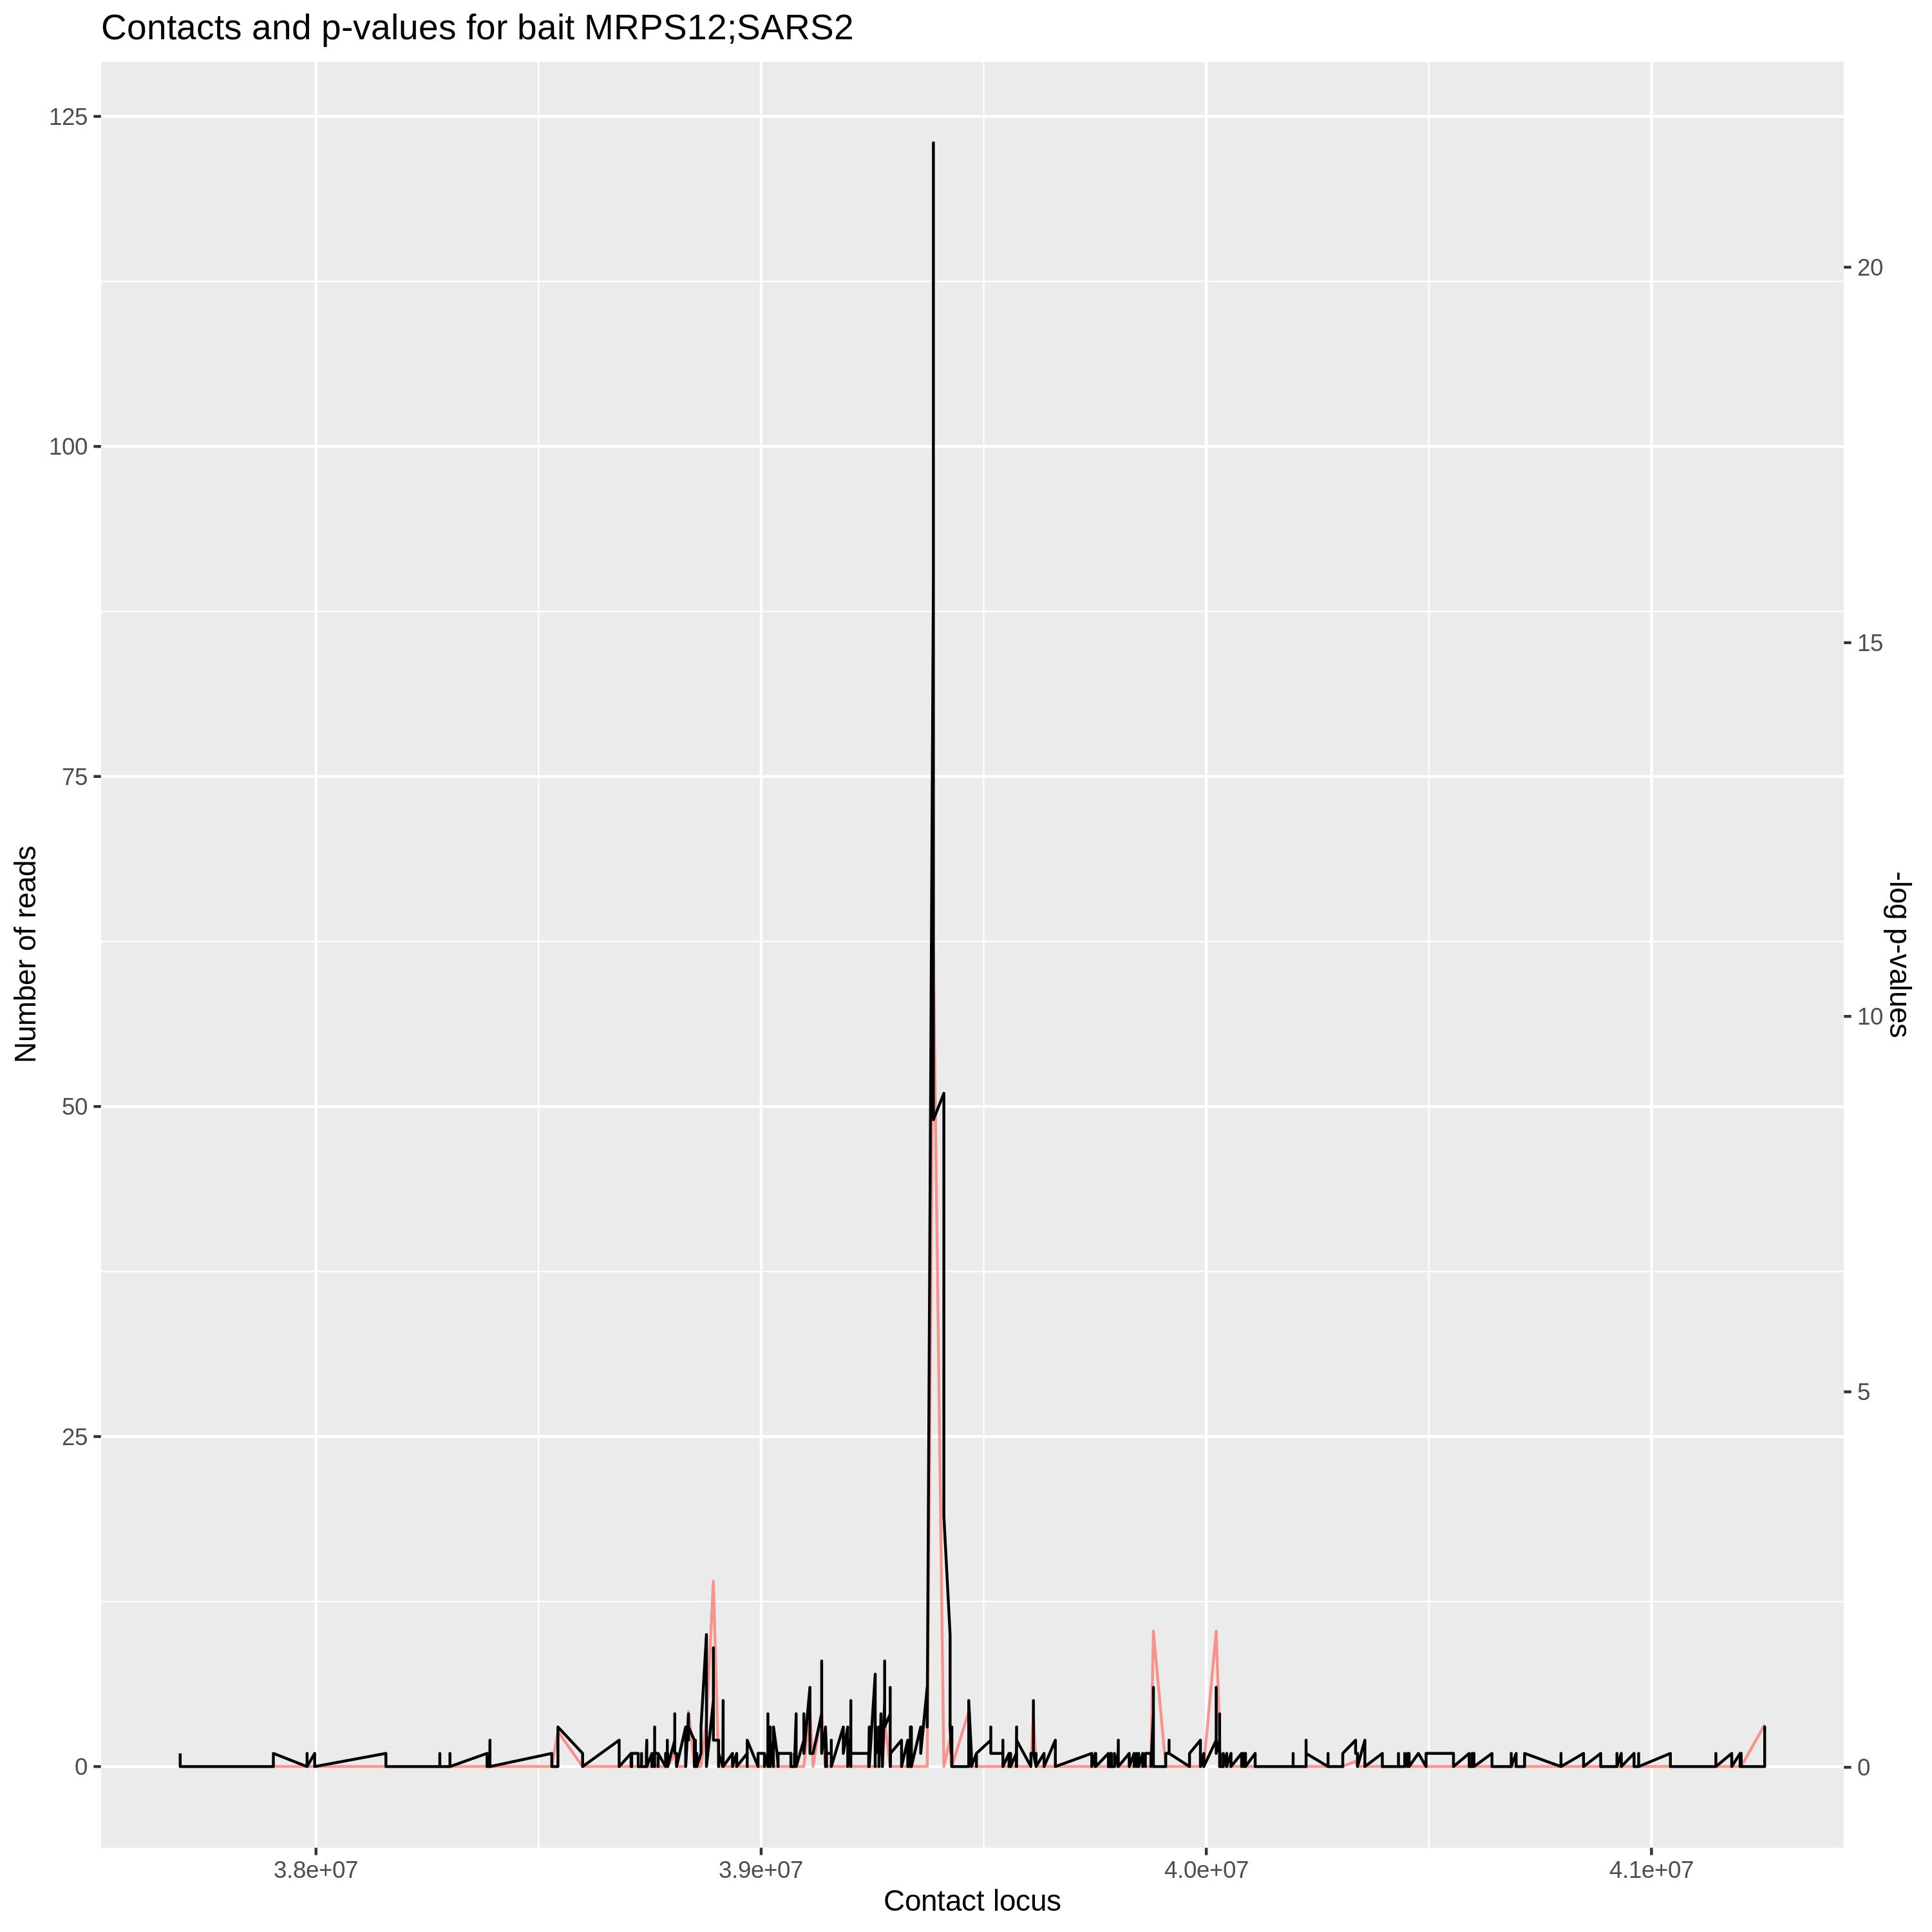 Contacts and p-values for bait MRPS12;SARS2
125
100
75
50
25
0
Number of reads
20
15
10
5
0
-log p-values
3.8e+07
3.9e+07
4.0e+07
4.1e+07
Contact locus